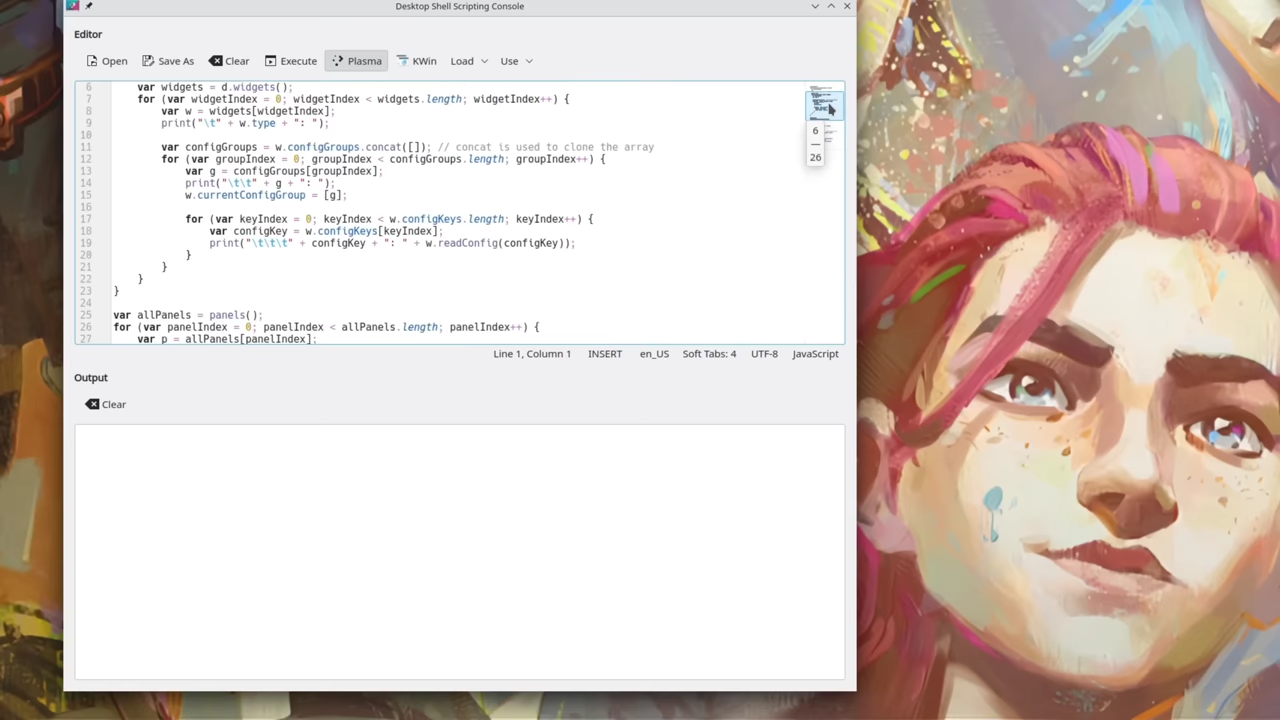 Desktop Shell Scripting Console
Editor
Open Save As Clear Execute Plasma KWin Load Use
6 var widgets = d.widgets();
7 for (var widgetIndex = 0; widgetIndex < widgets.length; widgetIndex++) {
8 var w = widgets[widgetIndex];
9 print("\t" + w.type + ": ");
10
11 var configGroups = w.configGroups.concat([]); // concat is used to clone the array
12 for (var groupIndex = 0; groupIndex < configGroups.length; groupIndex++) {
13 var g = configGroups[groupIndex];
14 print("\t\t" + g + ": ");
15 w.currentConfigGroup = [g];
16
17 for (var keyIndex = 0; keyIndex < w.configKeys.length; keyIndex++) {
18 var configKey = w.configKeys[keyIndex];
19 print("\t\t\t" + configKey + ": " + w.readConfig(configKey));
20 }
21 }
22 }
23 }
24
25 var allPanels = panels();
26 for (var panelIndex = 0; panelIndex < allPanels.length; panelIndex++) {
27 var p = allPanels[panelIndex];
6
—
26
Line 1, Column 1 INSERT en_US Soft Tabs: 4 UTF-8 JavaScript
Output
Clear